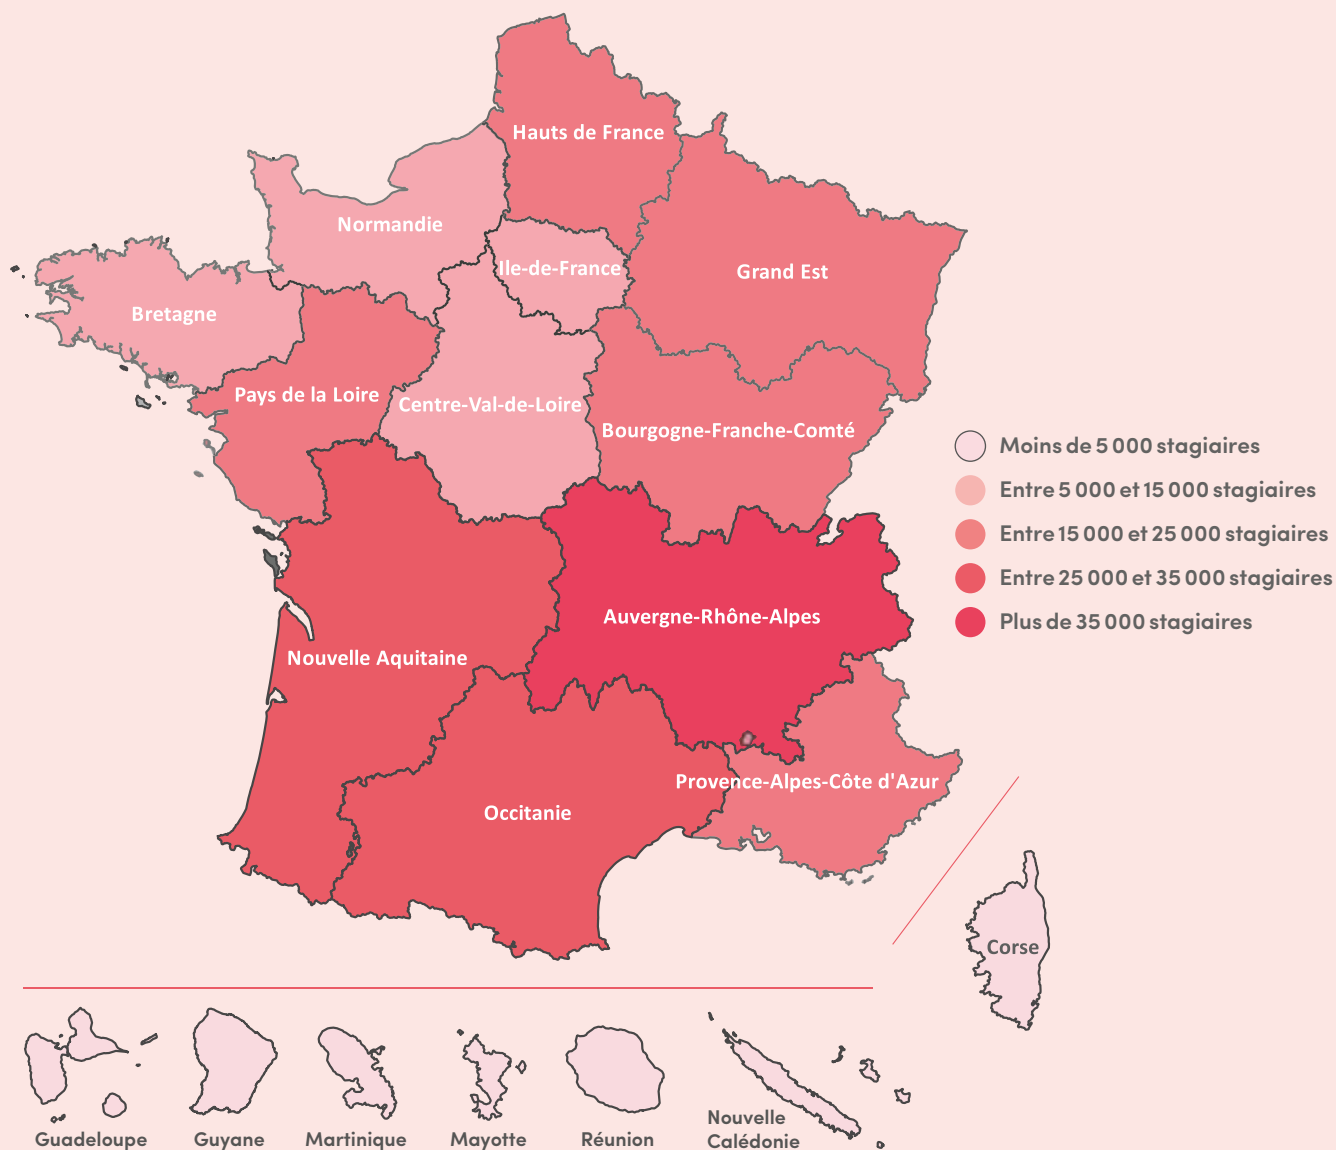 Hauts de France
Normandie
Ile-de-France
Grand Est
Bretagne
Pays de la Loire
Centre-Val-de-Loire
Bourgogne-Franche-Comté
Moins de 5 000 stagiaires
Entre 5 000 et 15 000 stagiaires
Entre 15 000 et 25 000 stagiaires
Entre 25 000 et 35 000 stagiaires
Plus de 35 000 stagiaires
Auvergne-Rhône-Alpes
Nouvelle Aquitaine
Provence-Alpes-Côte d'Azur
Occitanie
Corse
Guadeloupe
Guyane
Martinique
Mayotte
Réunion
Nouvelle
Calédonie